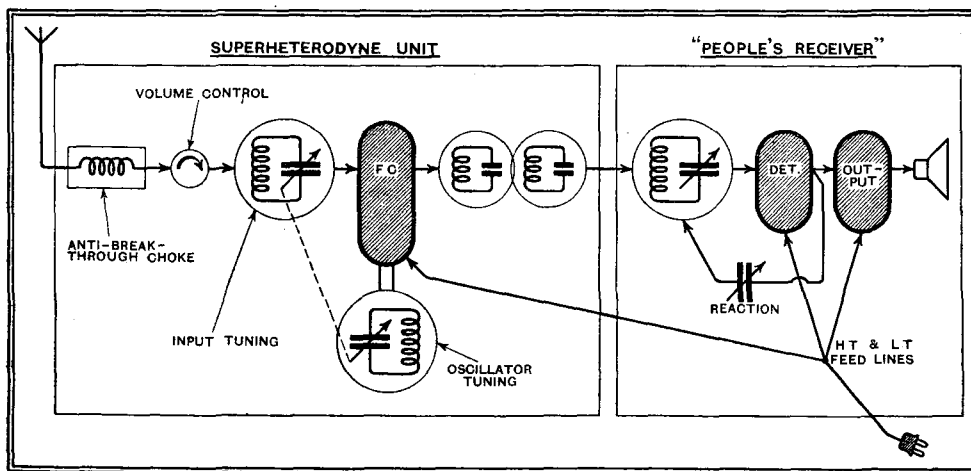 SUPERHETERODYNE UNIT
"PEOPLE'S RECEIVER"
VOLUME CONTROL
F C
DET.
OUT-
PUT
ANTI-BREAK-
THROUGH CHOKE
REACTION
INPUT TUNING
OSCILLATOR
TUNING
HT & LT
FEED LINES